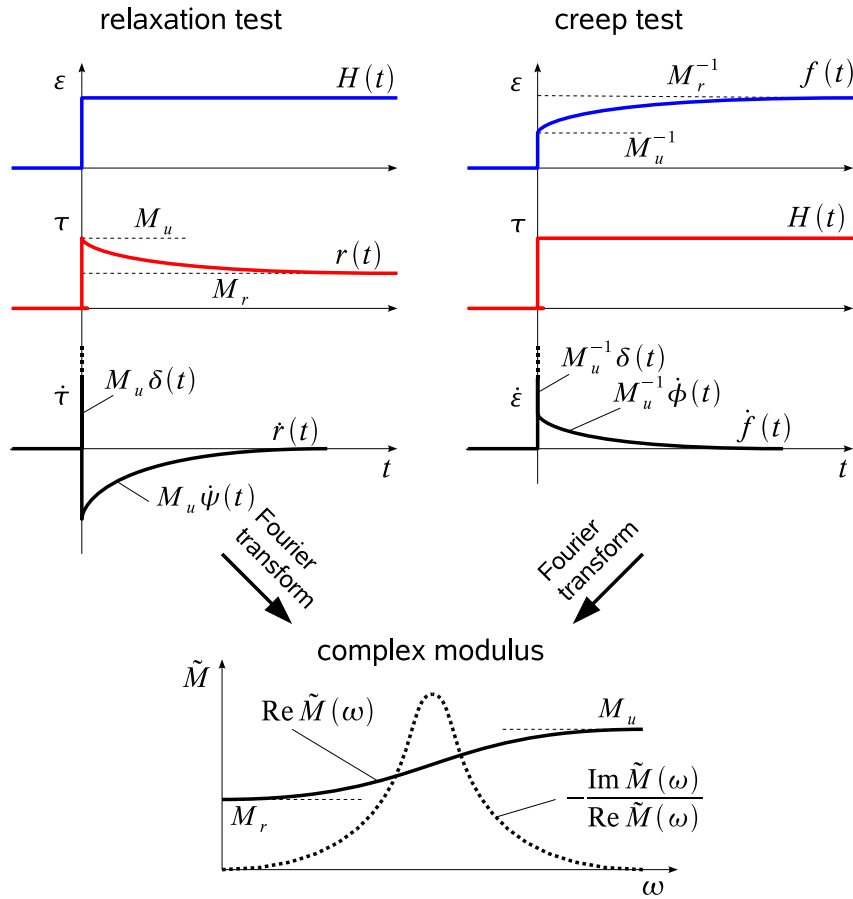 relaxation test
creep test
ε
H(t)
ε
M_r^{-1}
f(t)
M_u^{-1}
τ
M_u
r(t)
M_r
τ
H(t)
τ̇
M_u δ(t)
ṙ(t)
t
M_u ψ̇(t)
ε̇
M_u^{-1} δ(t)
M_u^{-1} ϕ̇(t)
ḟ(t)
t
Fourier
transform
Fourier
transform
complex modulus
M̃
Re M̃(ω)
M_u
M_r
-Im M̃(ω)
Re M̃(ω)
ω